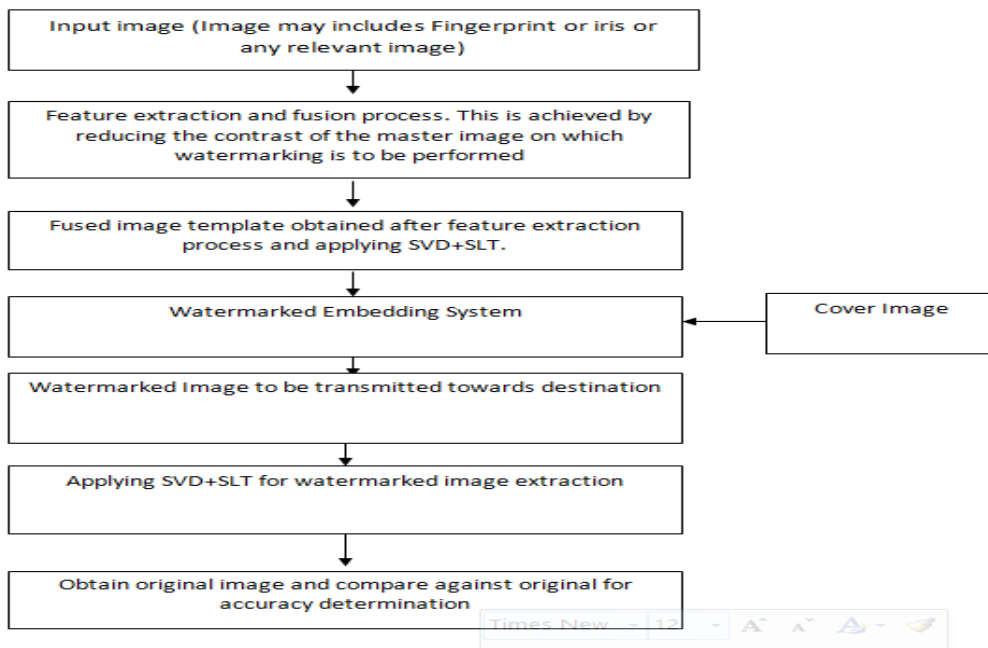 Input image (Image may includes Fingerprint or iris or
any relevant image)
Feature extraction and fusion process. This is achieved by
reducing the contrast of the master image on which
watermarking is to be performed
Fused image template obtained after feature extraction
process and applying SVD+SLT.
Watermarked Embedding System
Cover Image
Watermarked Image to be transmitted towards destination
Applying SVD+SLT for watermarked image extraction
Obtain original image and compare against original for
accuracy determination
Times New 12 A A A